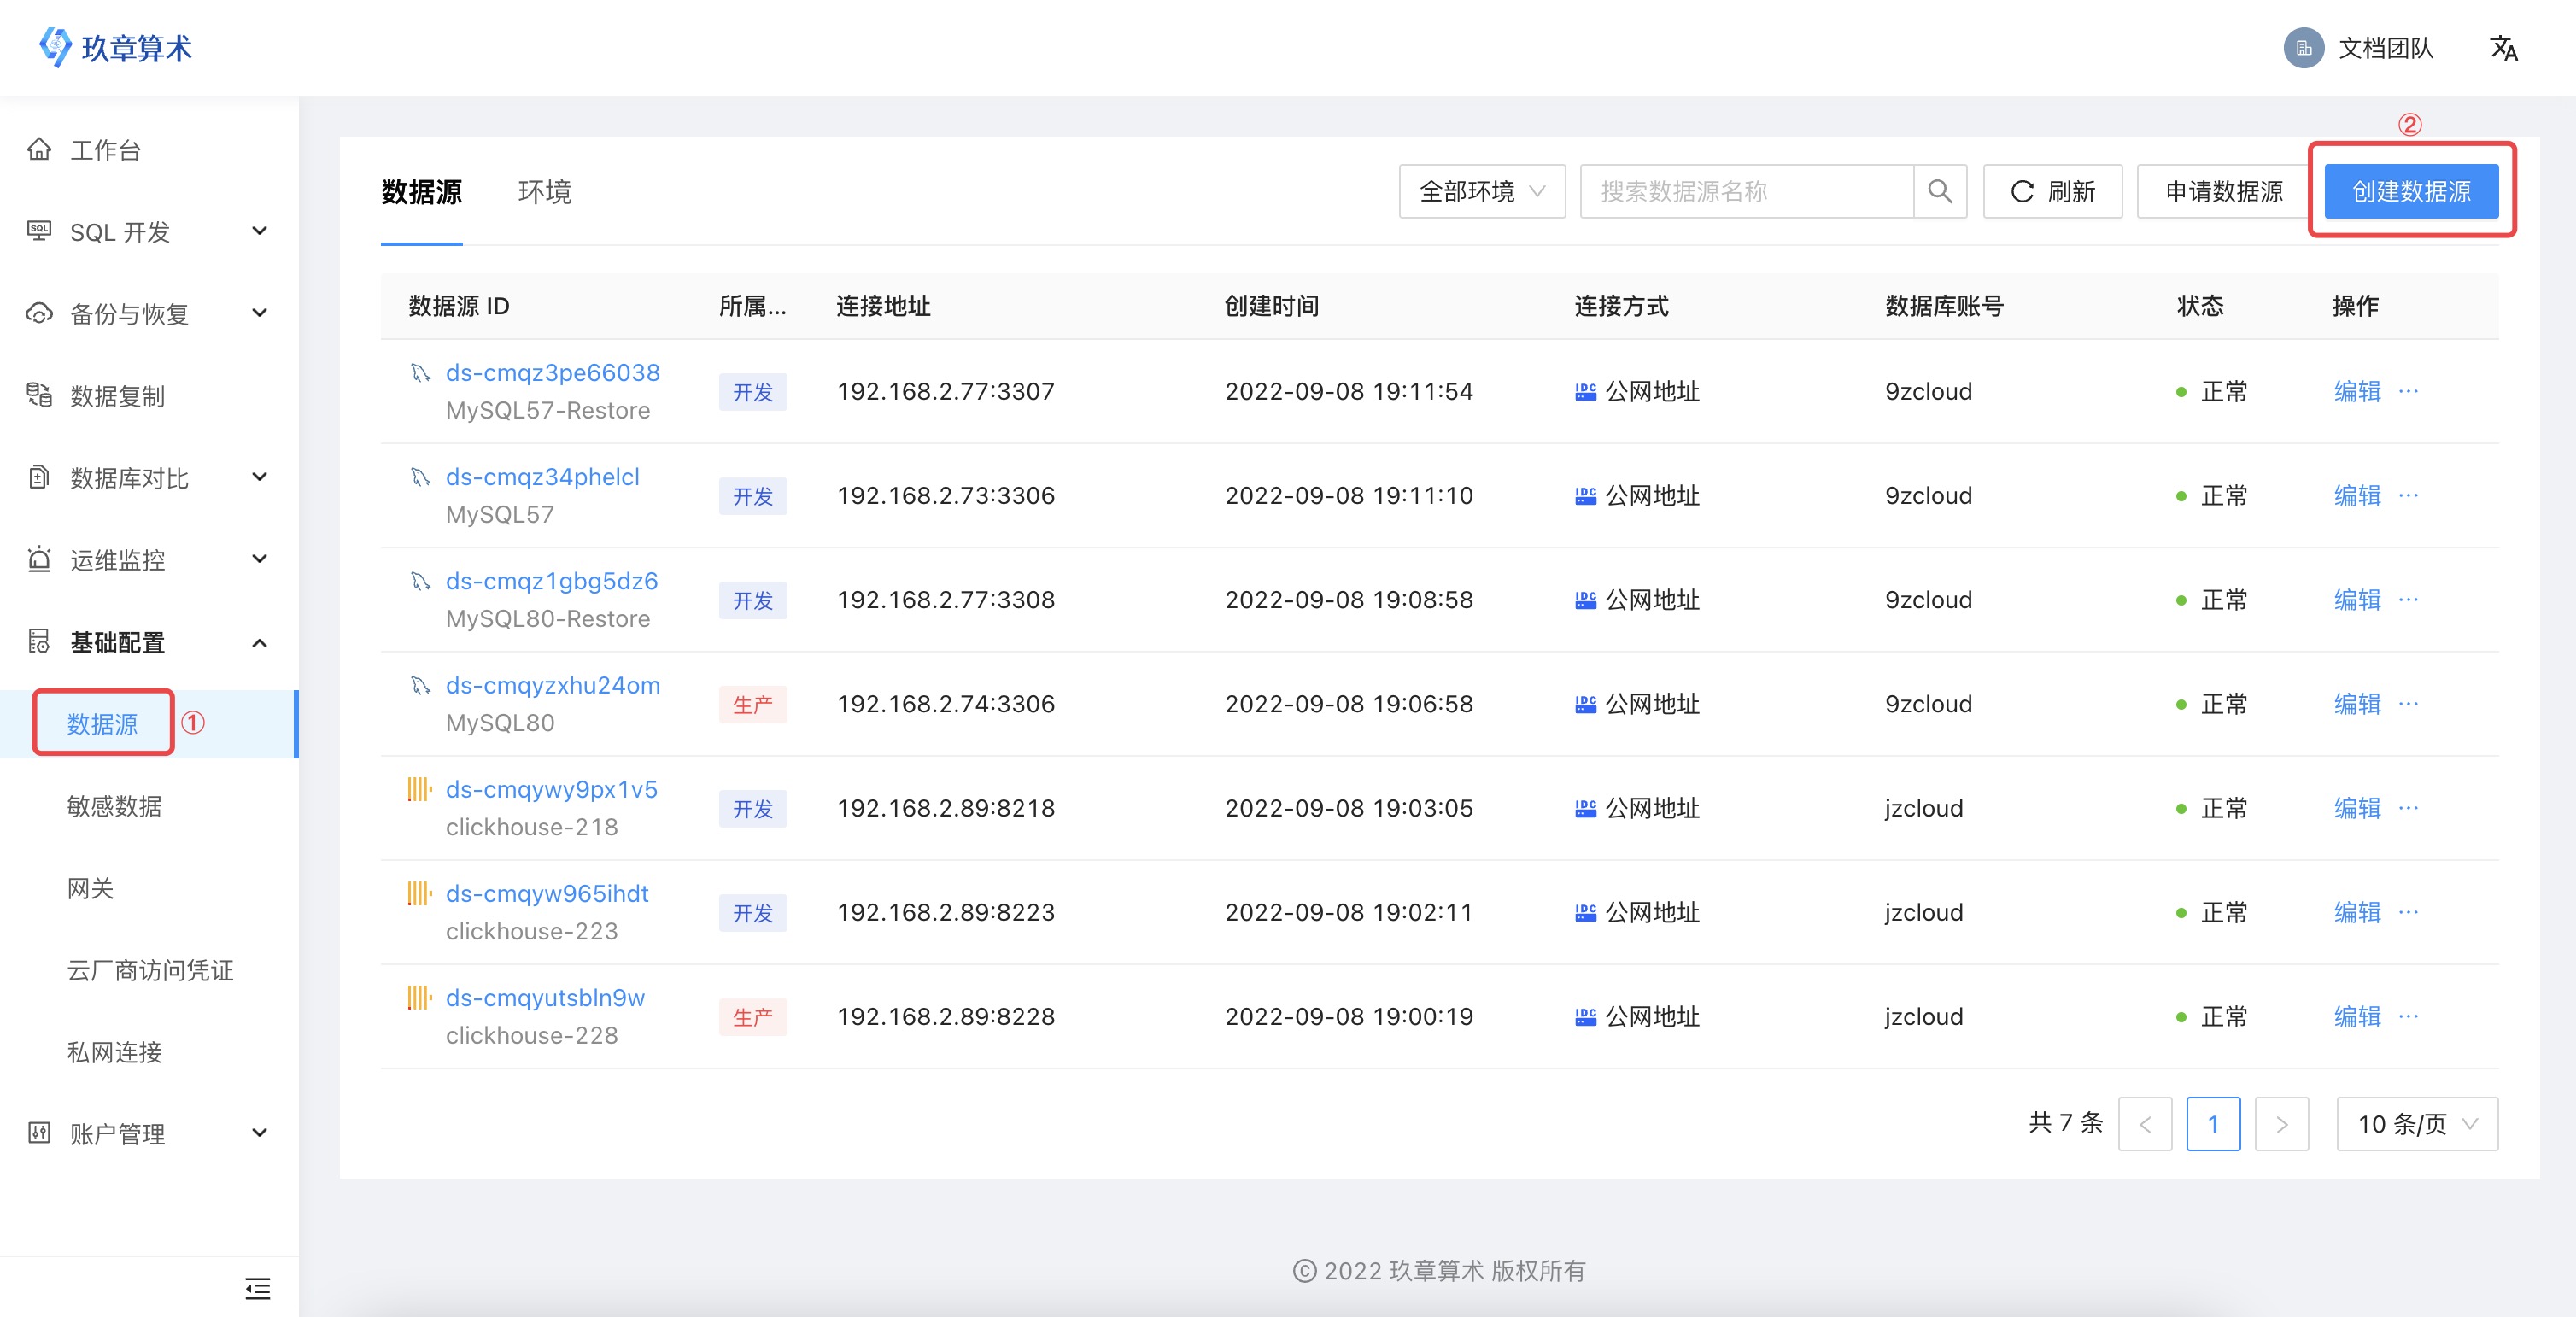 玖章算术
文档团队
工作台
SQL 开发
备份与恢复
数据复制
数据库对比
运维监控
基础配置
数据源 ①
敏感数据
网关
云厂商访问凭证
私网连接
账户管理
②
数据源 环境 全部环境 搜索数据源名称 刷新 申请数据源 创建数据源
数据源 ID 所属... 连接地址 创建时间 连接方式 数据库账号 状态 操作
ds-cmqz3pe66038
MySQL57-Restore
开发 192.168.2.77:3307 2022-09-08 19:11:54 IDC 公网地址 9zcloud 正常 编辑 ···
ds-cmqz34phelcl
MySQL57
开发 192.168.2.73:3306 2022-09-08 19:11:10 IDC 公网地址 9zcloud 正常 编辑 ···
ds-cmqz1gbg5dz6
MySQL80-Restore
开发 192.168.2.77:3308 2022-09-08 19:08:58 IDC 公网地址 9zcloud 正常 编辑 ···
ds-cmqyzxhu24om
MySQL80
生产 192.168.2.74:3306 2022-09-08 19:06:58 IDC 公网地址 9zcloud 正常 编辑 ···
ds-cmqywy9px1v5
clickhouse-218
开发 192.168.2.89:8218 2022-09-08 19:03:05 IDC 公网地址 jzcloud 正常 编辑 ···
ds-cmqyw965ihdt
clickhouse-223
开发 192.168.2.89:8223 2022-09-08 19:02:11 IDC 公网地址 jzcloud 正常 编辑 ···
ds-cmqyutsbln9w
clickhouse-228
生产 192.168.2.89:8228 2022-09-08 19:00:19 IDC 公网地址 jzcloud 正常 编辑 ···
共 7 条 < 1 > 10 条/页
© 2022 玖章算术 版权所有